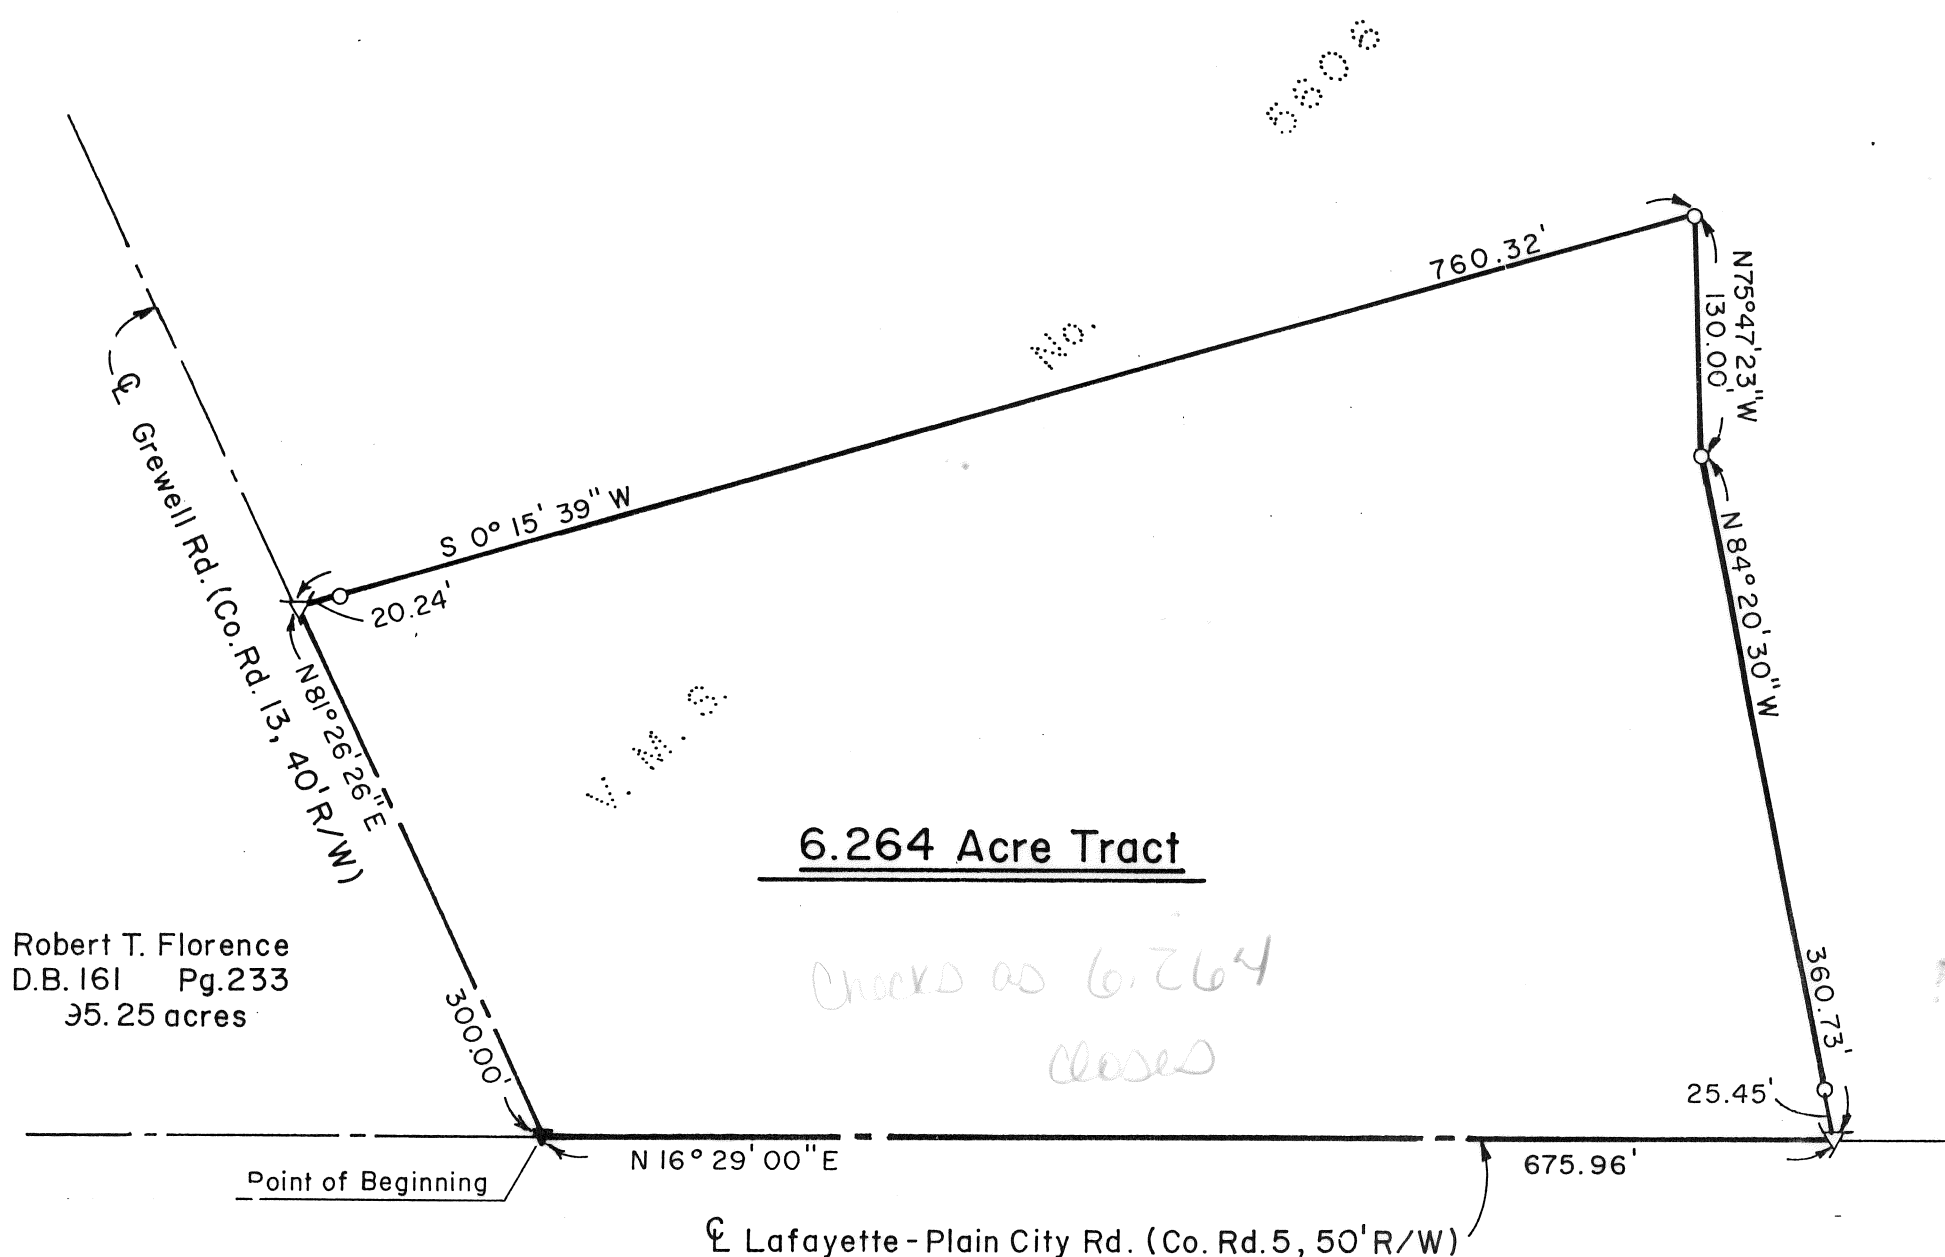 5506
No.
V. M. S.
760.32'
N75°47'23"W
130.00'
S 0° 15' 39" W
20.24'
℄ Grewell Rd. (Co. Rd. 13, 40' R/W)
N81°26'26"E
300.00'
N84°20'30"W
360.73'
25.45'
6.264 Acre Tract
Checks as 6.264
closes
Robert T. Florence
D.B. 161 Pg. 233
95.25 acres
Point of Beginning
N 16° 29' 00" E
675.96'
℄ Lafayette - Plain City Rd. (Co. Rd. 5, 50' R/W)